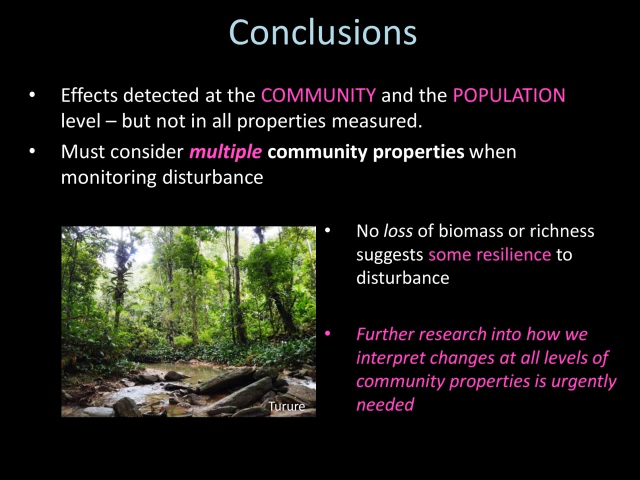 Conclusions
• Effects detected at the COMMUNITY and the POPULATION
level – but not in all properties measured.
• Must consider multiple community properties when
monitoring disturbance
• No loss of biomass or richness
suggests some resilience to
disturbance
• Further research into how we
interpret changes at all levels of
community properties is urgently
needed
Turure